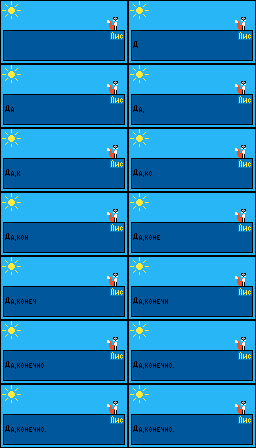 Лис
Лис
Д
Лис
Да
Лис
Да,
Лис
Да,к
Лис
Да,ко
Лис
Да,кон
Лис
Да,коне
Лис
Да,конеч
Лис
Да,конечн
Лис
Да,конечно
Лис
Да,конечно.
Лис
Да,конечно.
Лис
Да,конечно.